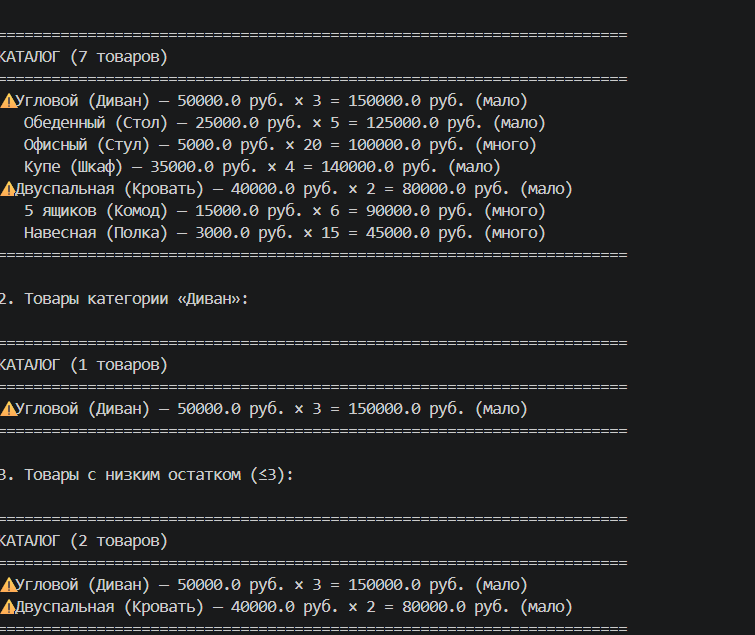 ======================================================================
КАТАЛОГ (7 товаров)
======================================================================
⚠️Угловой (Диван) — 50000.0 руб. × 3 = 150000.0 руб. (мало)
Обеденный (Стол) — 25000.0 руб. × 5 = 125000.0 руб. (мало)
Офисный (Стул) — 5000.0 руб. × 20 = 100000.0 руб. (много)
Купе (Шкаф) — 35000.0 руб. × 4 = 140000.0 руб. (мало)
⚠️Двуспальная (Кровать) — 40000.0 руб. × 2 = 80000.0 руб. (мало)
5 ящиков (Комод) — 15000.0 руб. × 6 = 90000.0 руб. (много)
Навесная (Полка) — 3000.0 руб. × 15 = 45000.0 руб. (много)
======================================================================
2. Товары категории «Диван»:
======================================================================
КАТАЛОГ (1 товаров)
======================================================================
⚠️Угловой (Диван) — 50000.0 руб. × 3 = 150000.0 руб. (мало)
======================================================================
3. Товары с низким остатком (≤3):
======================================================================
КАТАЛОГ (2 товаров)
======================================================================
⚠️Угловой (Диван) — 50000.0 руб. × 3 = 150000.0 руб. (мало)
⚠️Двуспальная (Кровать) — 40000.0 руб. × 2 = 80000.0 руб. (мало)
======================================================================